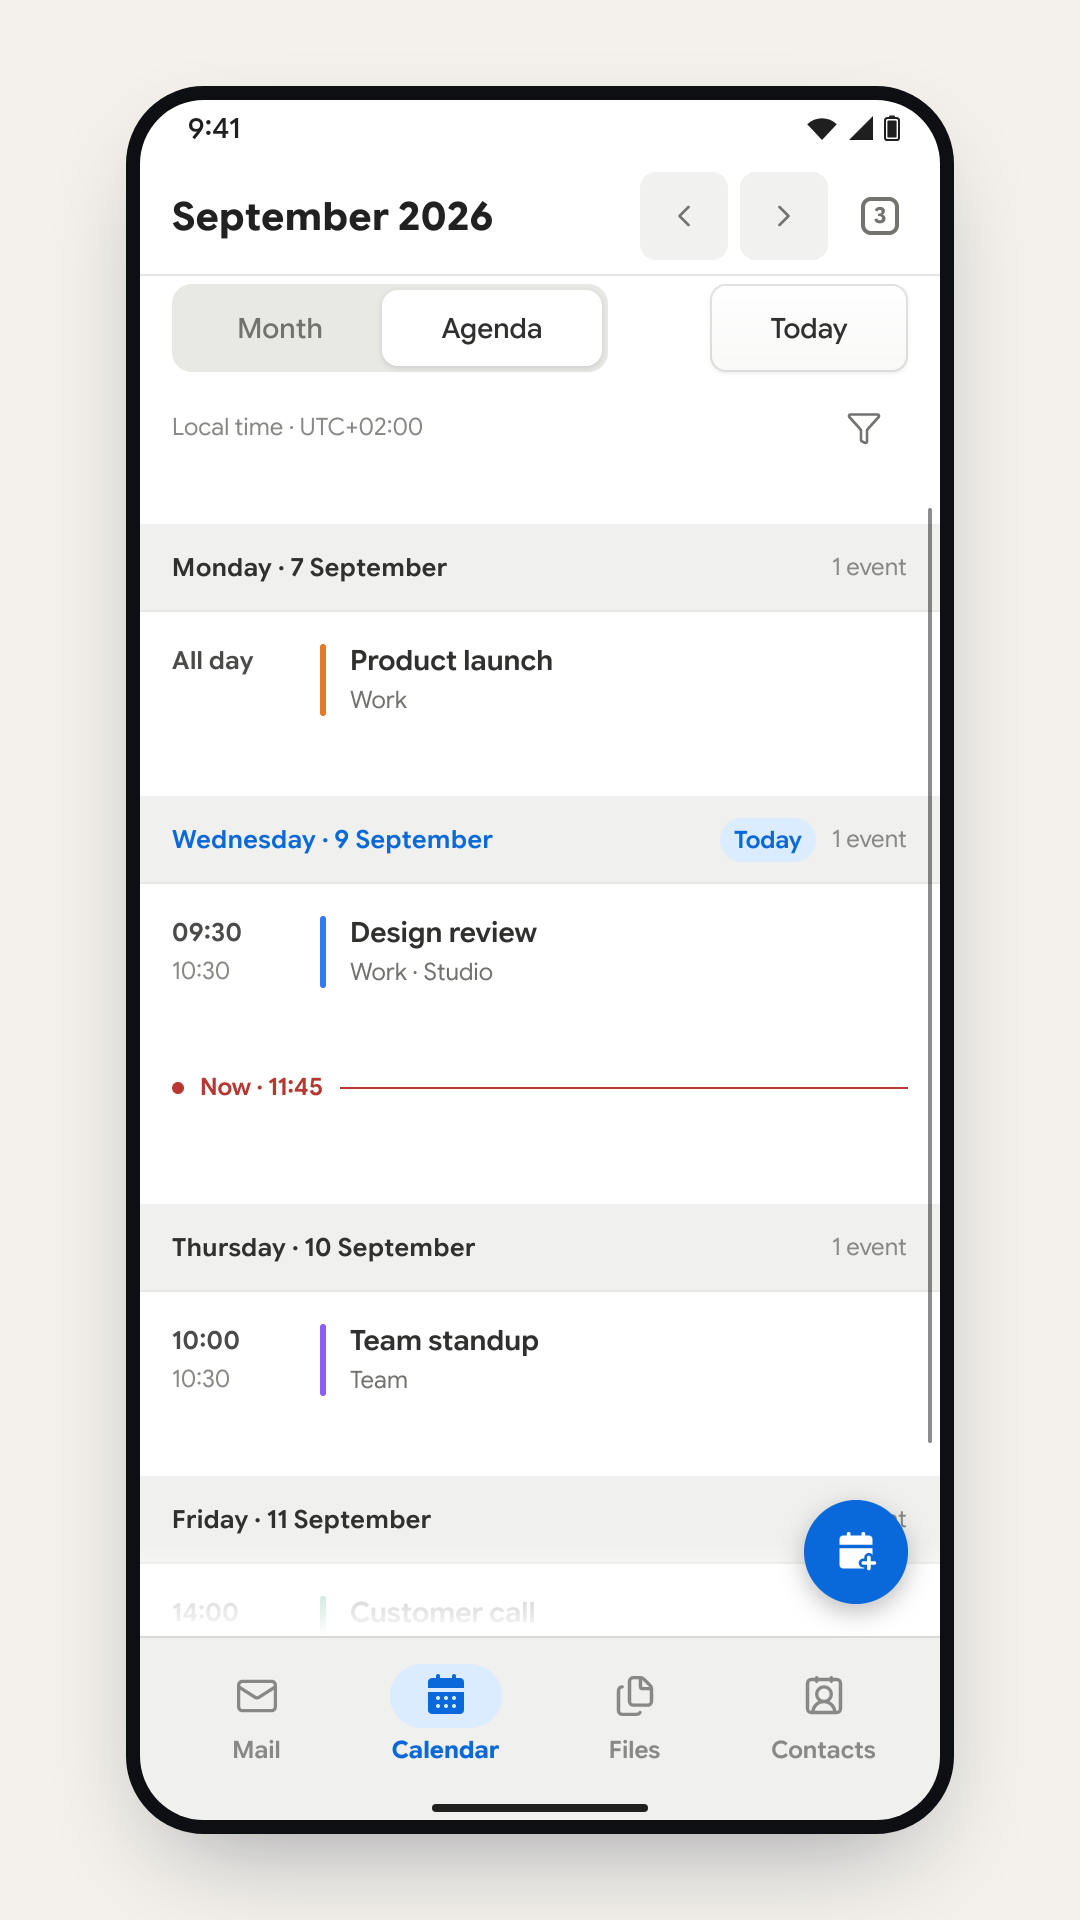 9:41
September 2026
3
Month
Agenda
Today
Local time · UTC+02:00
Monday · 7 September
1 event
All day
Product launch
Work
Wednesday · 9 September
Today
1 event
09:30
Design review
10:30
Work · Studio
Now · 11:45
Thursday · 10 September
1 event
10:00
Team standup
10:30
Team
Friday · 11 September
14:00
Customer call
Mail
Calendar
Files
Contacts